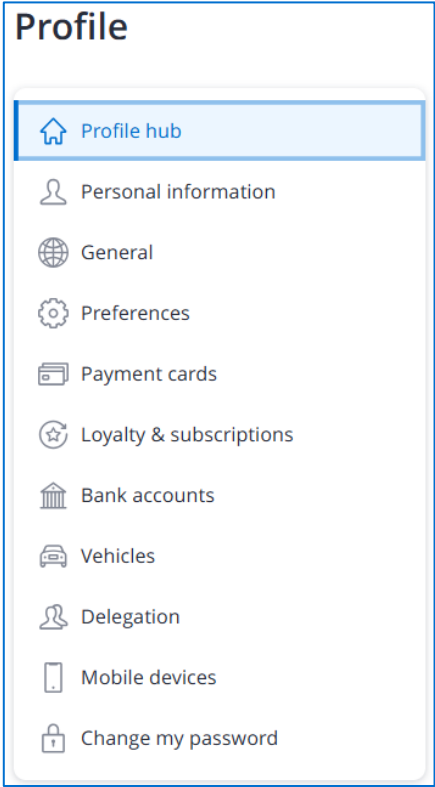 Profile
Profile hub
Personal information
General
Preferences
Payment cards
Loyalty & subscriptions
Bank accounts
Vehicles
Delegation
Mobile devices
Change my password